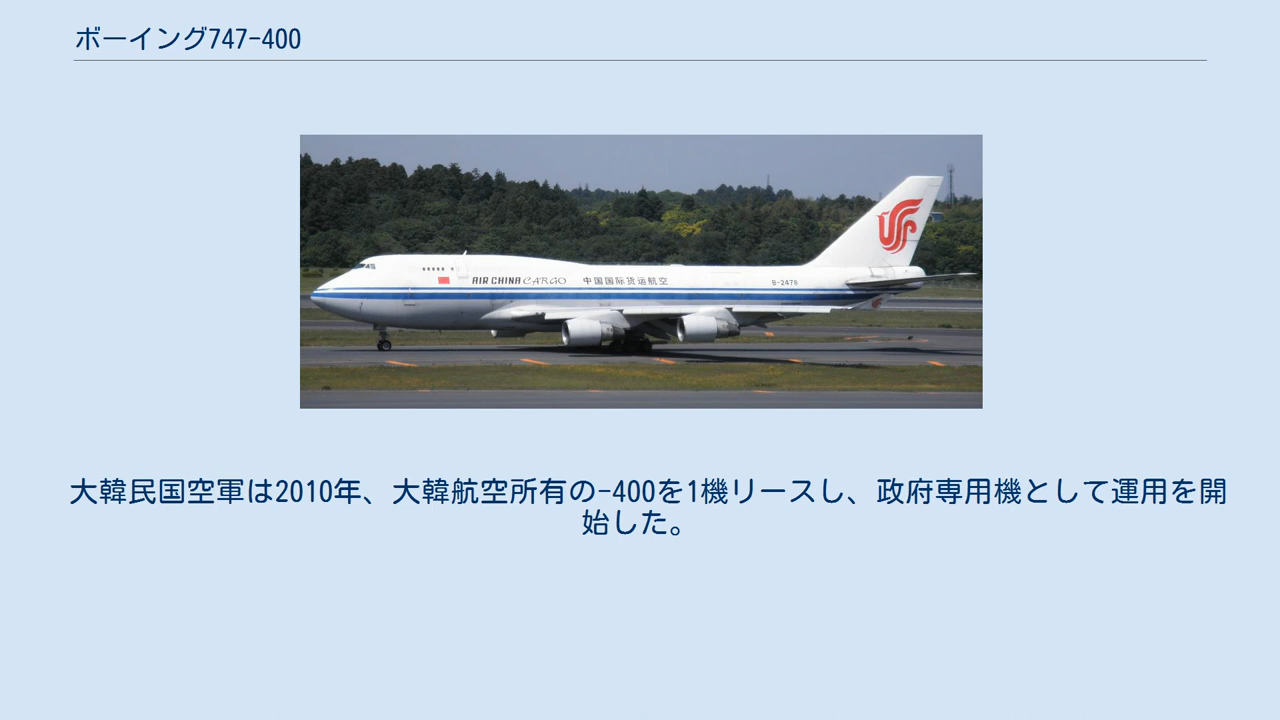 ボーイング747-400
AIR CHINA CARGO 中国国际货运航空
B-2476
大韓民国空軍は2010年、大韓航空所有の-400を1機リースし、政府専用機として運用を開
始した。